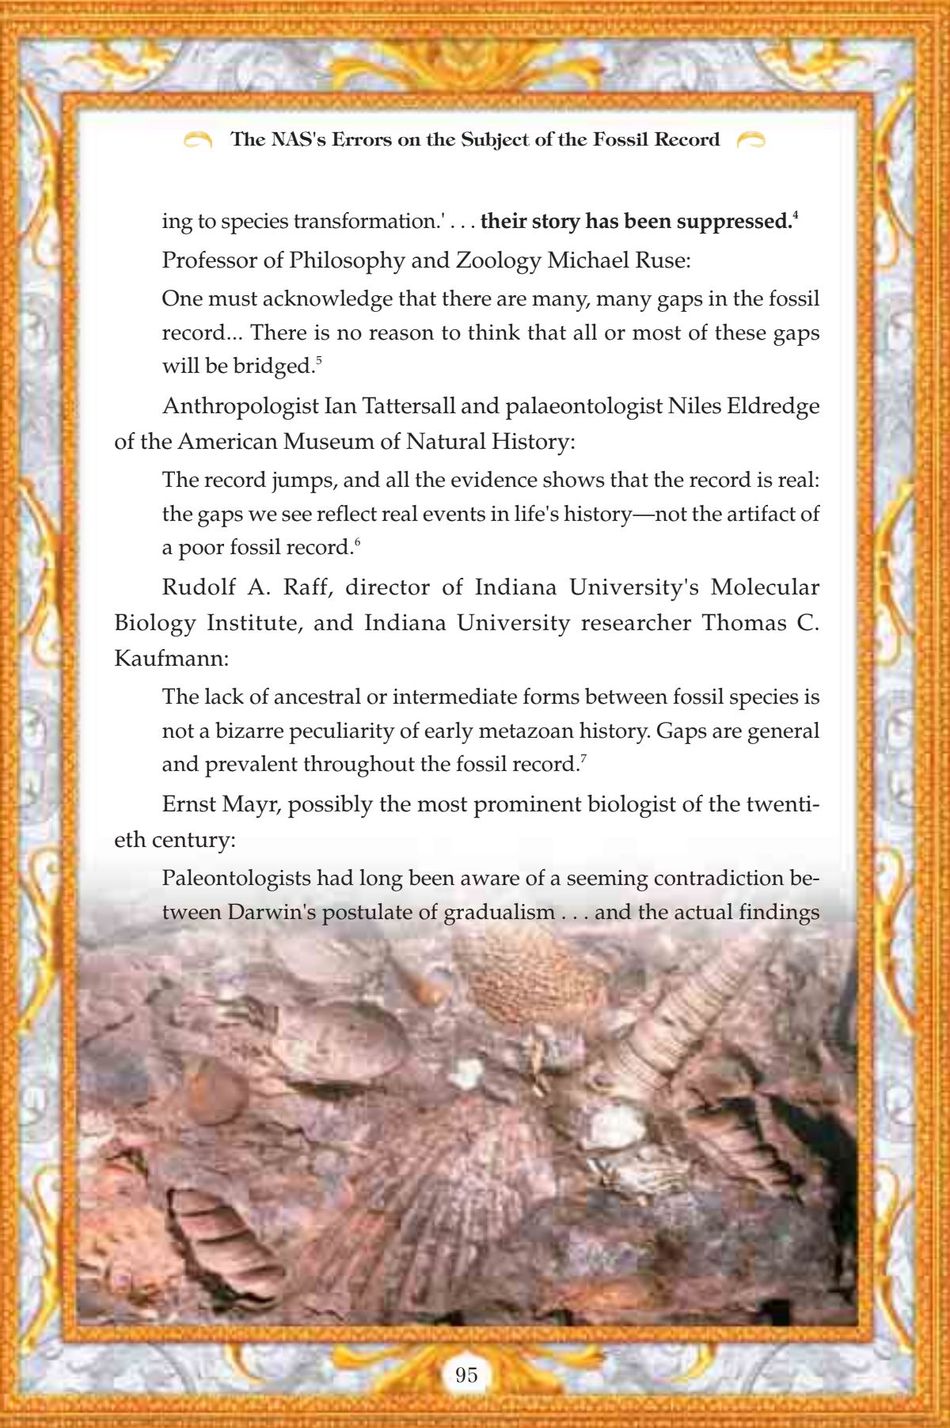 The NAS's Errors on the Subject of the Fossil Record
ing to species transformation.' . . . their story has been suppressed.4
Professor of Philosophy and Zoology Michael Ruse:
One must acknowledge that there are many, many gaps in the fossil
record... There is no reason to think that all or most of these gaps
will be bridged.5
Anthropologist Ian Tattersall and palaeontologist Niles Eldredge
of the American Museum of Natural History:
The record jumps, and all the evidence shows that the record is real:
the gaps we see reflect real events in life's history—not the artifact of
a poor fossil record.6
Rudolf A. Raff, director of Indiana University's Molecular
Biology Institute, and Indiana University researcher Thomas C.
Kaufmann:
The lack of ancestral or intermediate forms between fossil species is
not a bizarre peculiarity of early metazoan history. Gaps are general
and prevalent throughout the fossil record.7
Ernst Mayr, possibly the most prominent biologist of the twenti-
eth century:
Paleontologists had long been aware of a seeming contradiction be-
tween Darwin's postulate of gradualism . . . and the actual findings
95